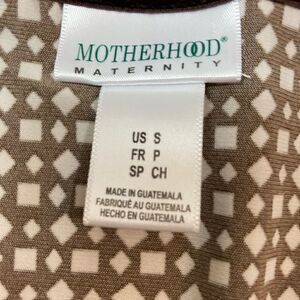 MOTHERHOOD®
MATERNITY
US S
FR P
SP CH
MADE IN GUATEMALA
FABRIQUÉ AU GUATEMALA
HECHO EN GUATEMALA